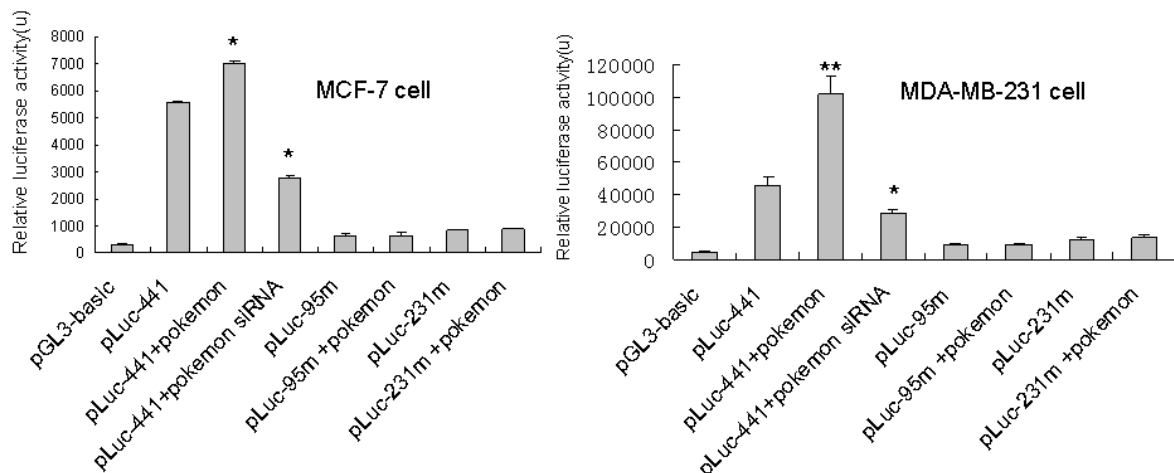 Relative luciferase activity(u)
8000
7000
6000
5000
4000
3000
2000
1000
0
*
*
MCF-7 cell
pGL3-basic
pLuc-441
pLuc-441+pokemon
pLuc-441+pokemon siRNA
pLuc-95m
pLuc-95m +pokemon
pLuc-231m
pLuc-231m +pokemon
Relative luciferase activity(u)
120000
100000
80000
60000
40000
20000
0
**
*
MDA-MB-231 cell
pGL3-basic
pLuc-441
pLuc-441+pokemon
pLuc-441+pokemon siRNA
pLuc-95m
pLuc-95m +pokemon
pLuc-231m
pLuc-231m +pokemon